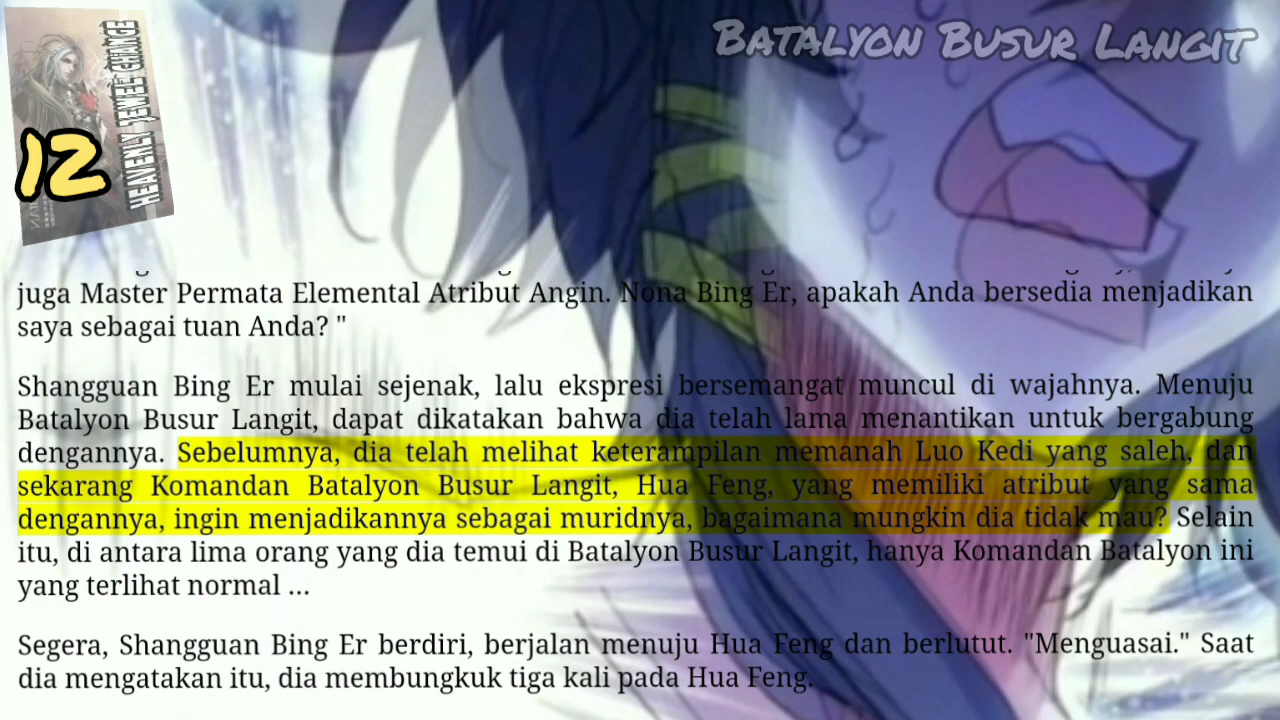 BATALYON BUSUR LANGIT
HEAVENLY JEWEL CHANGE
12
juga Master Permata Elemental Atribut Angin. Nona Bing Er, apakah Anda bersedia menjadikan
saya sebagai tuan Anda? "
Shangguan Bing Er mulai sejenak, lalu ekspresi bersemangat muncul di wajahnya. Menuju
Batalyon Busur Langit, dapat dikatakan bahwa dia telah lama menantikan untuk bergabung
dengannya. Sebelumnya, dia telah melihat keterampilan memanah Luo Kedi yang saleh, dan
sekarang Komandan Batalyon Busur Langit, Hua Feng, yang memiliki atribut yang sama
dengannya, ingin menjadikannya sebagai muridnya, bagaimana mungkin dia tidak mau? Selain
itu, di antara lima orang yang dia temui di Batalyon Busur Langit, hanya Komandan Batalyon ini
yang terlihat normal ...
Segera, Shangguan Bing Er berdiri, berjalan menuju Hua Feng dan berlutut. "Menguasai." Saat
dia mengatakan itu, dia membungkuk tiga kali pada Hua Feng.